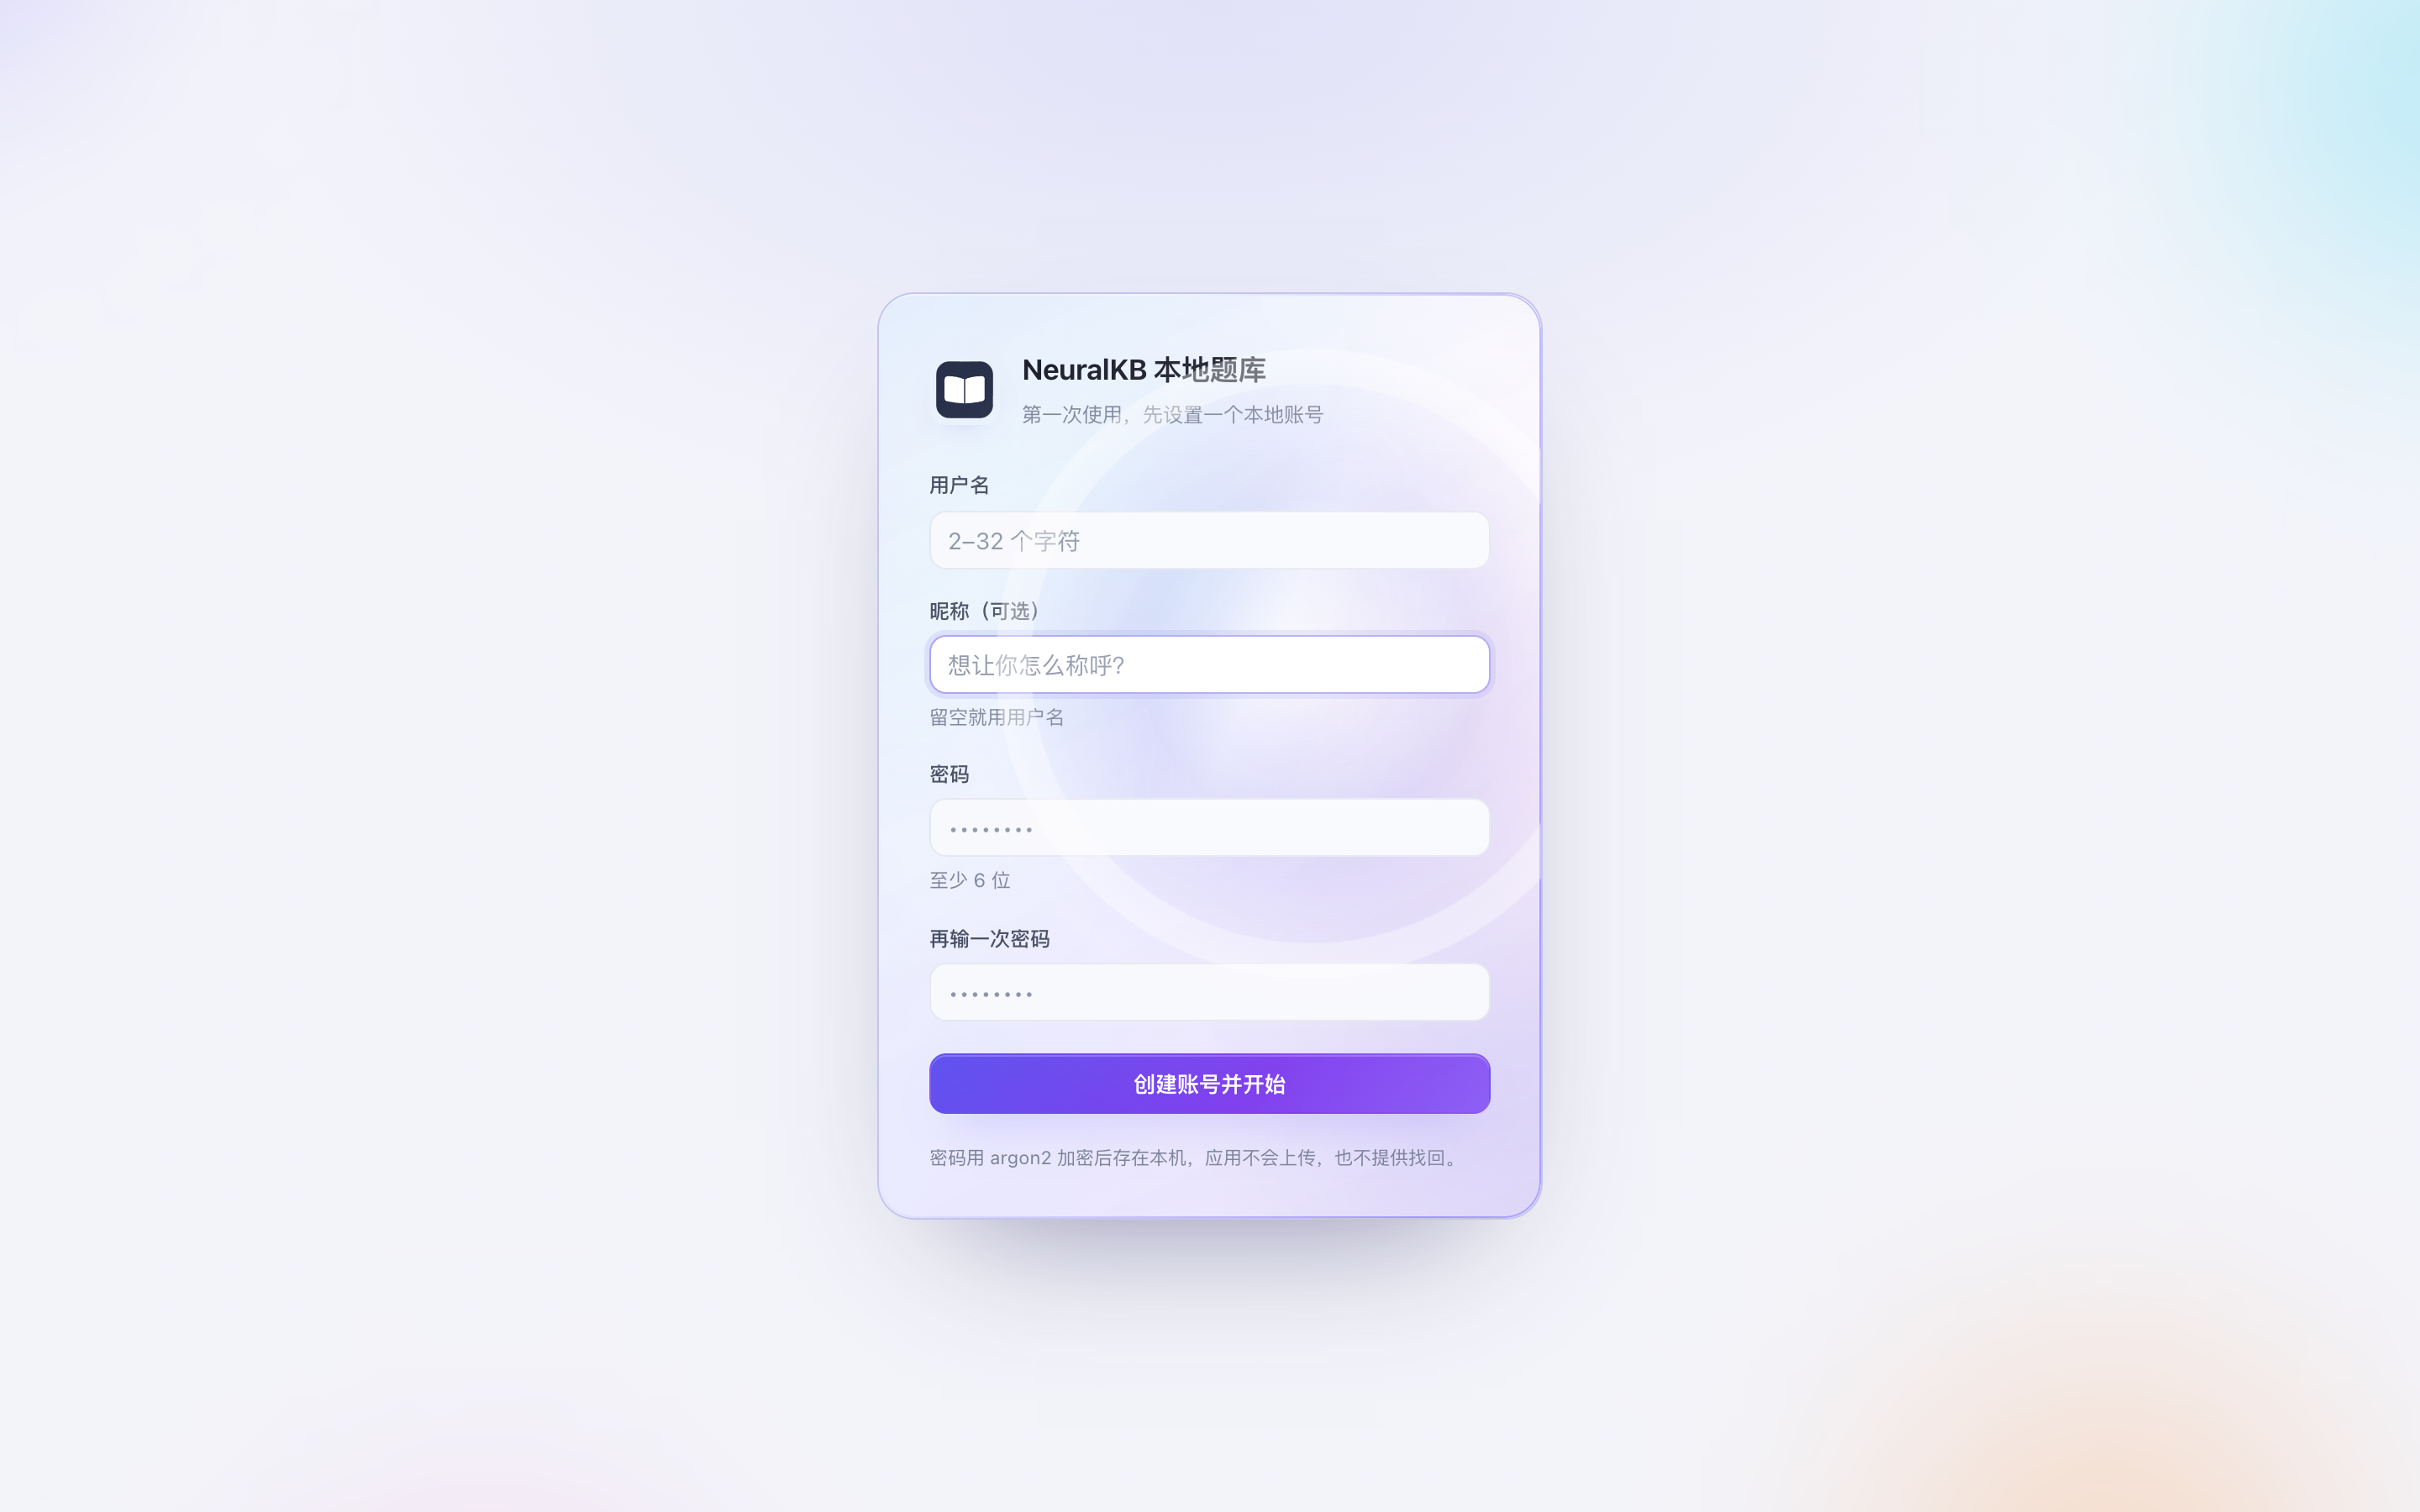 NeuralKB 本地题库
第一次使用，先设置一个本地账号
用户名
2–32 个字符
昵称（可选）
想让你怎么称呼?
留空就用用户名
密码
••••••••
至少 6 位
再输一次密码
••••••••
创建账号并开始
密码用 argon2 加密后存在本机，应用不会上传，也不提供找回。